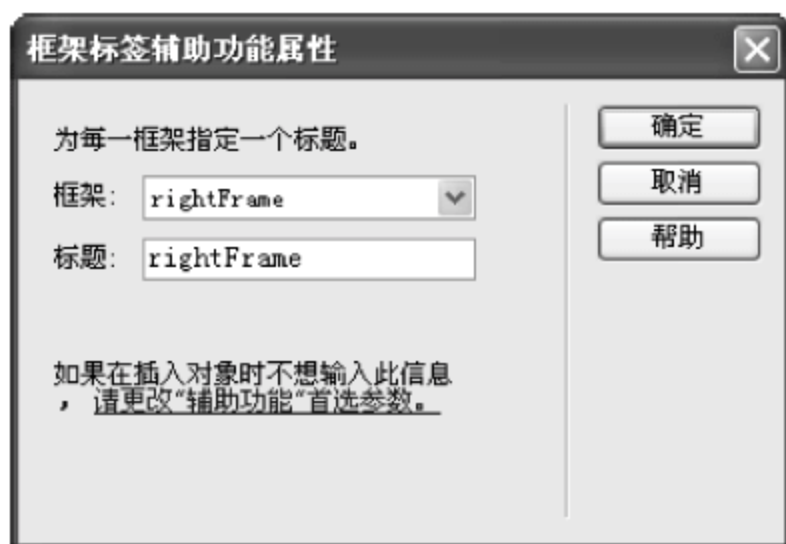 框架标签辅助功能属性
为每一框架指定一个标题。
框架: rightFrame
标题: rightFrame
如果在插入对象时不想输入此信息
，请更改“辅助功能”首选参数。
确定
取消
帮助